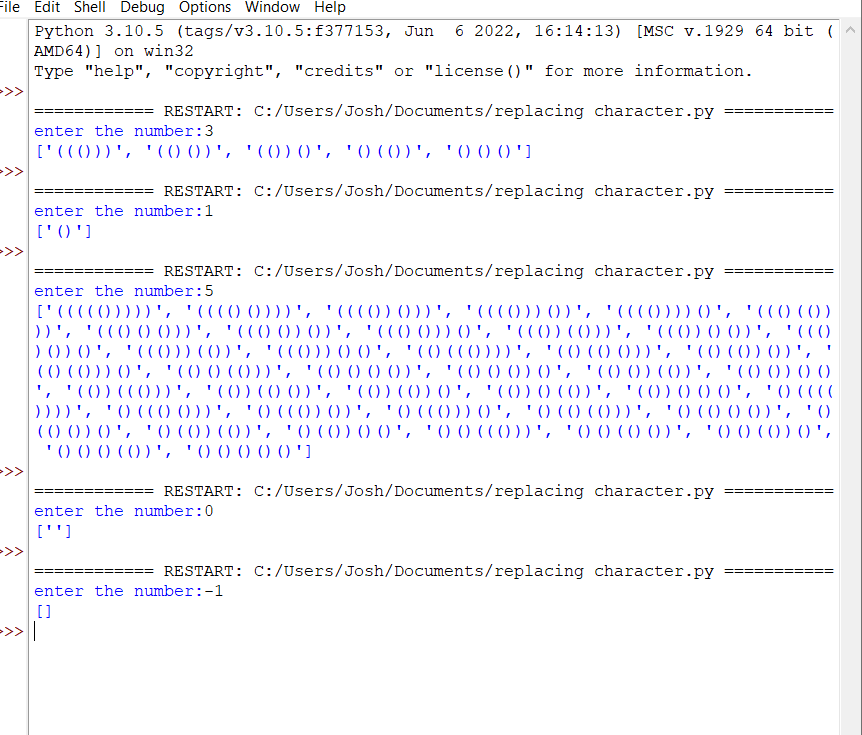 File Edit Shell Debug Options Window Help
Python 3.10.5 (tags/v3.10.5:f377153, Jun  6 2022, 16:14:13) [MSC v.1929 64 bit (
AMD64)] on win32
Type "help", "copyright", "credits" or "license()" for more information.
>>>
============ RESTART: C:/Users/Josh/Documents/replacing character.py ===========
enter the number:3
['((()))', '(()())', '(())()', '()(())', '()()()']
>>>
============ RESTART: C:/Users/Josh/Documents/replacing character.py ===========
enter the number:1
['()']
>>>
============ RESTART: C:/Users/Josh/Documents/replacing character.py ===========
enter the number:5
['((((()))))', '(((()())))', '(((())()))', '(((()))())', '(((())))()', '((()(())
))', '((()()()))', '((()())())', '((()()))()', '((())(()))', '((())()())', '((()
)())()', '((()))(())', '((()))()()', '(()((())))', '(()(()()))', '(()(())())', '
(()(()))()', '(()()(()))', '(()()()())', '(()()())()', '(()())(())', '(()())()()
', '(())((()))', '(())(()())', '(())(())()', '(())()(())', '(())()()()', '()((((
))))', '()((()()))', '()((())())', '()((()))()', '()(()(()))', '()(()()())', '()
(()())()', '()(())(())', '()(())()()', '()()((()))', '()()(()())', '()()(())()',
 '()()()(())', '()()()()()']
>>>
============ RESTART: C:/Users/Josh/Documents/replacing character.py ===========
enter the number:0
['']
>>>
============ RESTART: C:/Users/Josh/Documents/replacing character.py ===========
enter the number:-1
[]
>>>